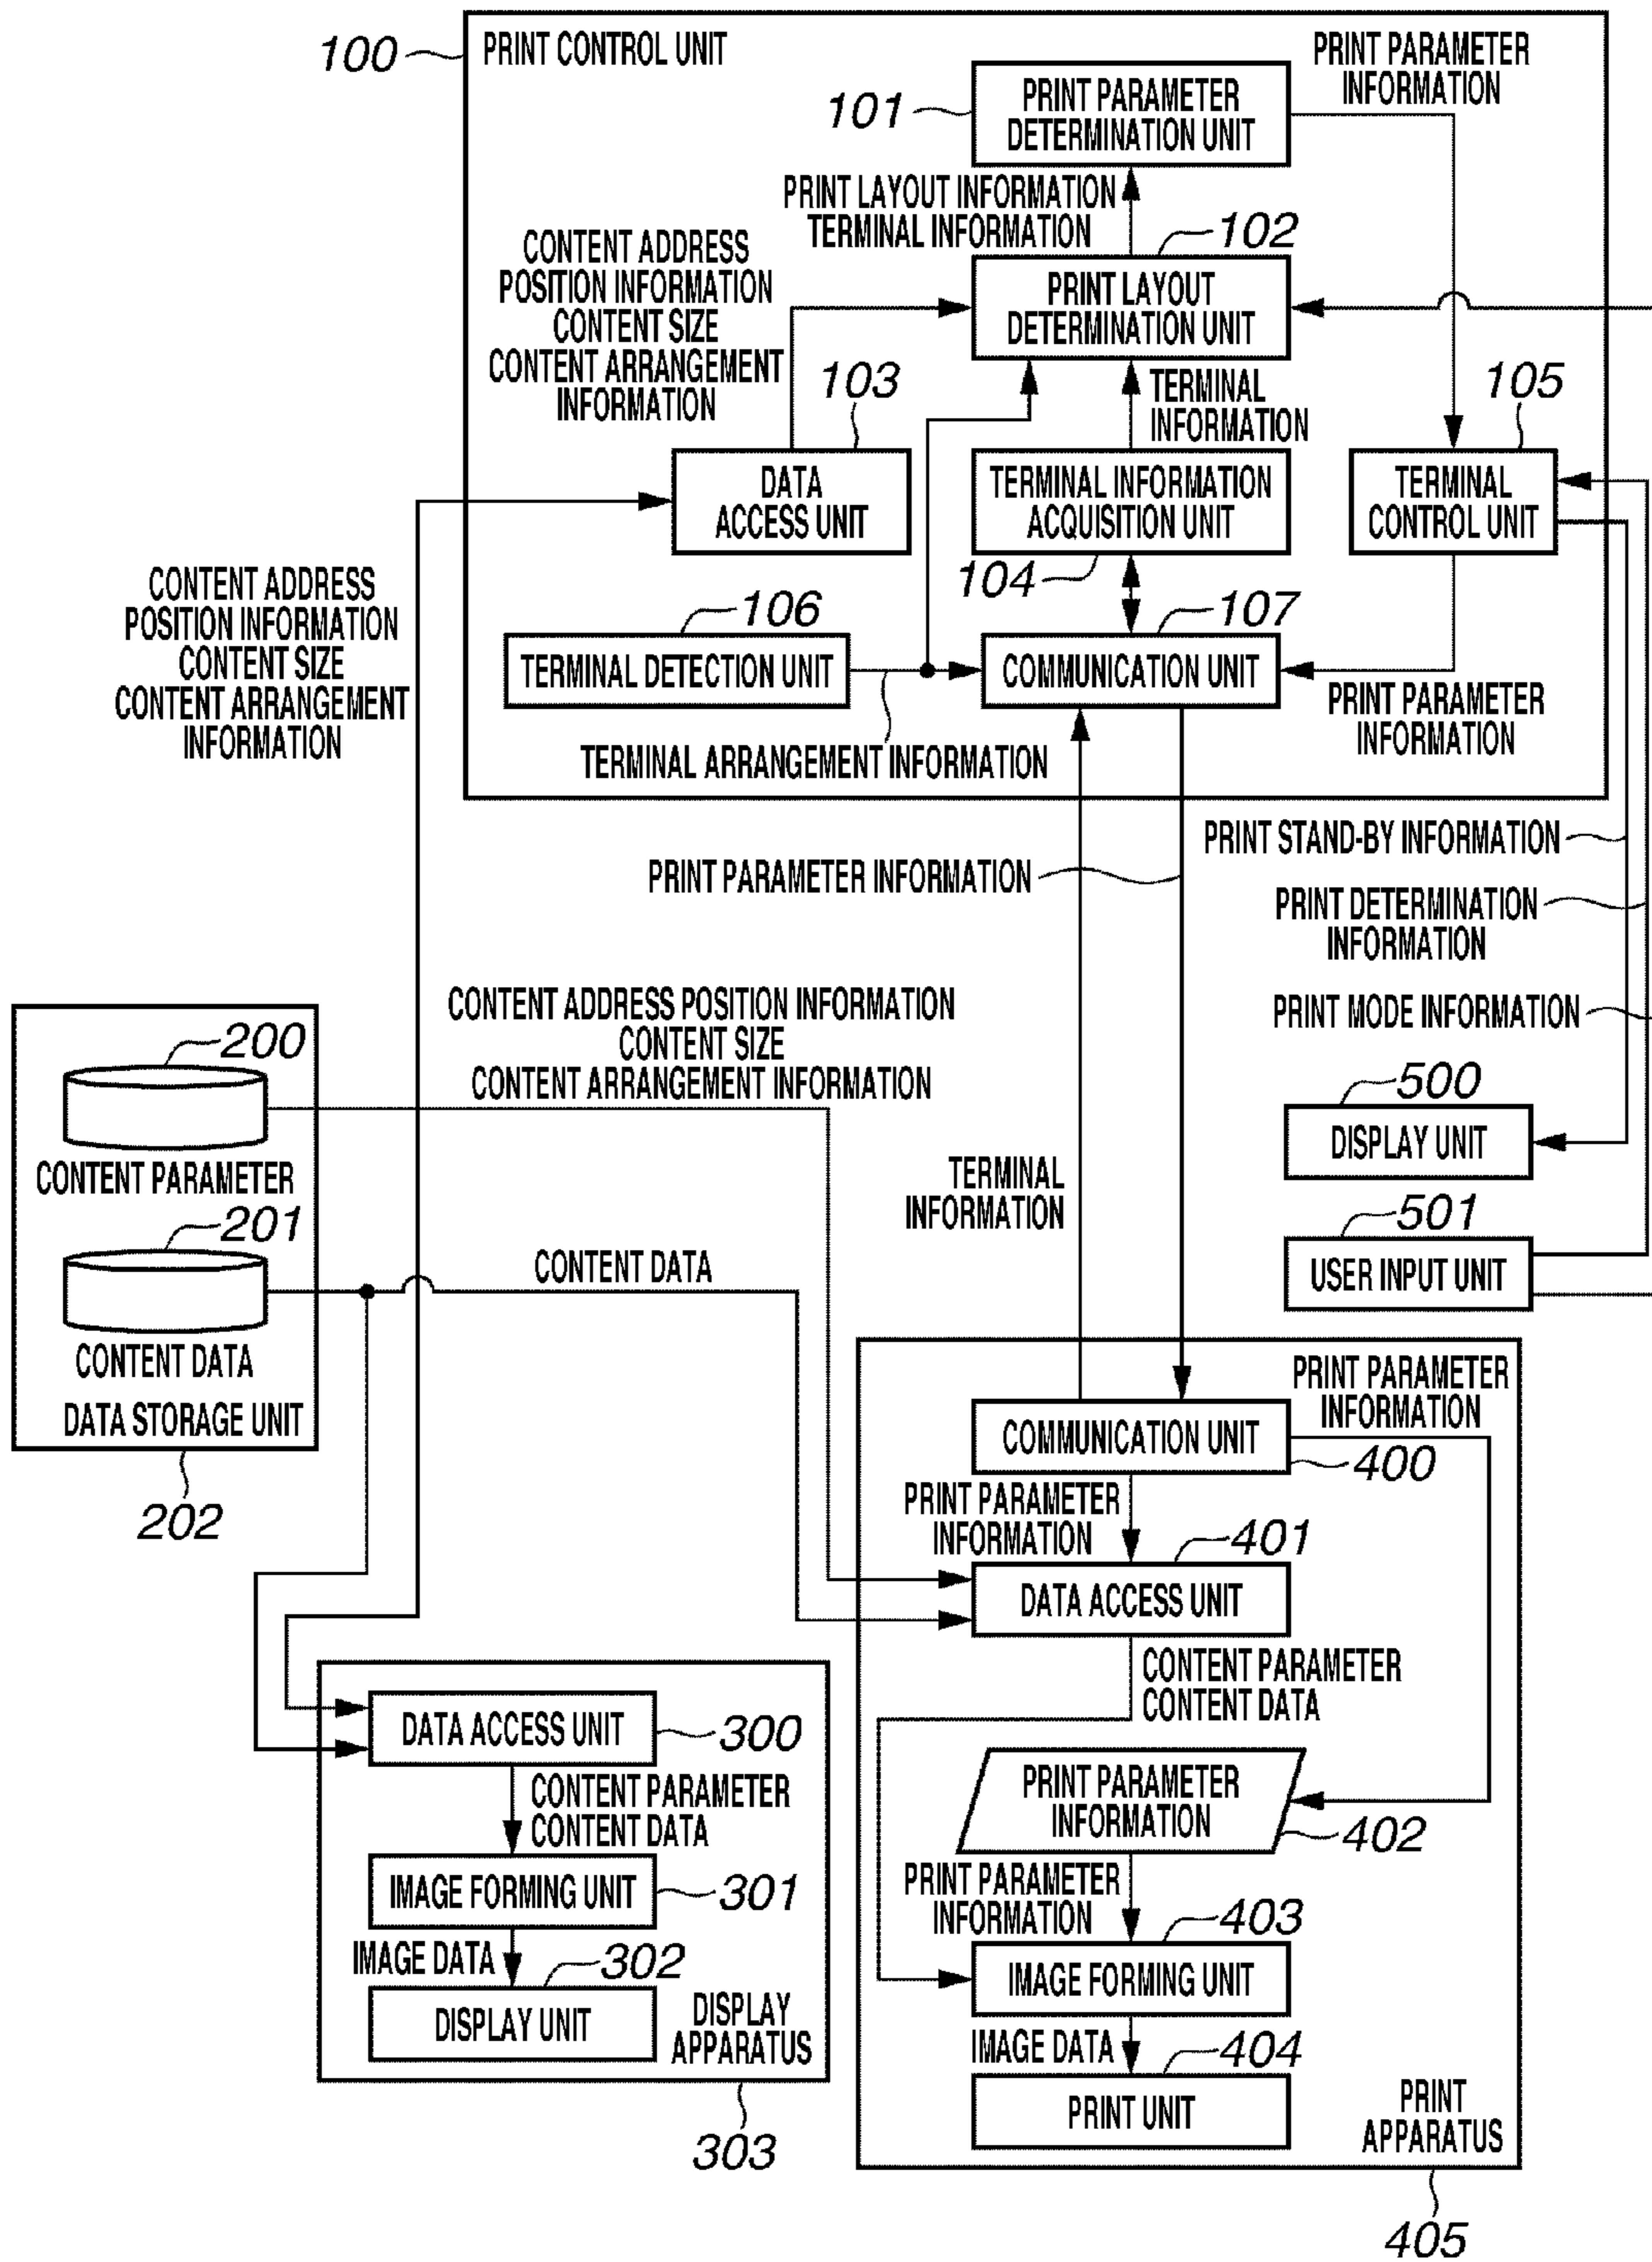 100
PRINT CONTROL UNIT
PRINT PARAMETER
INFORMATION
101
PRINT PARAMETER
DETERMINATION UNIT
PRINT LAYOUT INFORMATION
TERMINAL INFORMATION
102
PRINT LAYOUT
DETERMINATION UNIT
CONTENT ADDRESS
POSITION INFORMATION
CONTENT SIZE
CONTENT ARRANGEMENT
INFORMATION
103
DATA
ACCESS UNIT
TERMINAL
INFORMATION
TERMINAL INFORMATION
ACQUISITION UNIT
104
105
TERMINAL
CONTROL UNIT
CONTENT ADDRESS
POSITION INFORMATION
CONTENT SIZE
CONTENT ARRANGEMENT
INFORMATION
106
TERMINAL DETECTION UNIT
107
COMMUNICATION UNIT
PRINT PARAMETER
INFORMATION
TERMINAL ARRANGEMENT INFORMATION
PRINT STAND-BY INFORMATION
PRINT PARAMETER INFORMATION
PRINT DETERMINATION
INFORMATION
PRINT MODE INFORMATION
CONTENT ADDRESS POSITION INFORMATION
CONTENT SIZE
CONTENT ARRANGEMENT INFORMATION
200
CONTENT PARAMETER
201
CONTENT DATA
DATA STORAGE UNIT
202
CONTENT DATA
TERMINAL
INFORMATION
500
DISPLAY UNIT
501
USER INPUT UNIT
PRINT PARAMETER
INFORMATION
COMMUNICATION UNIT
400
PRINT PARAMETER
INFORMATION
401
DATA ACCESS UNIT
CONTENT PARAMETER
CONTENT DATA
PRINT PARAMETER
INFORMATION
402
PRINT PARAMETER
INFORMATION
403
IMAGE FORMING UNIT
IMAGE DATA
404
PRINT UNIT
PRINT
APPARATUS
405
DATA ACCESS UNIT
300
CONTENT PARAMETER
CONTENT DATA
IMAGE FORMING UNIT
301
IMAGE DATA
302
DISPLAY UNIT
DISPLAY
APPARATUS
303